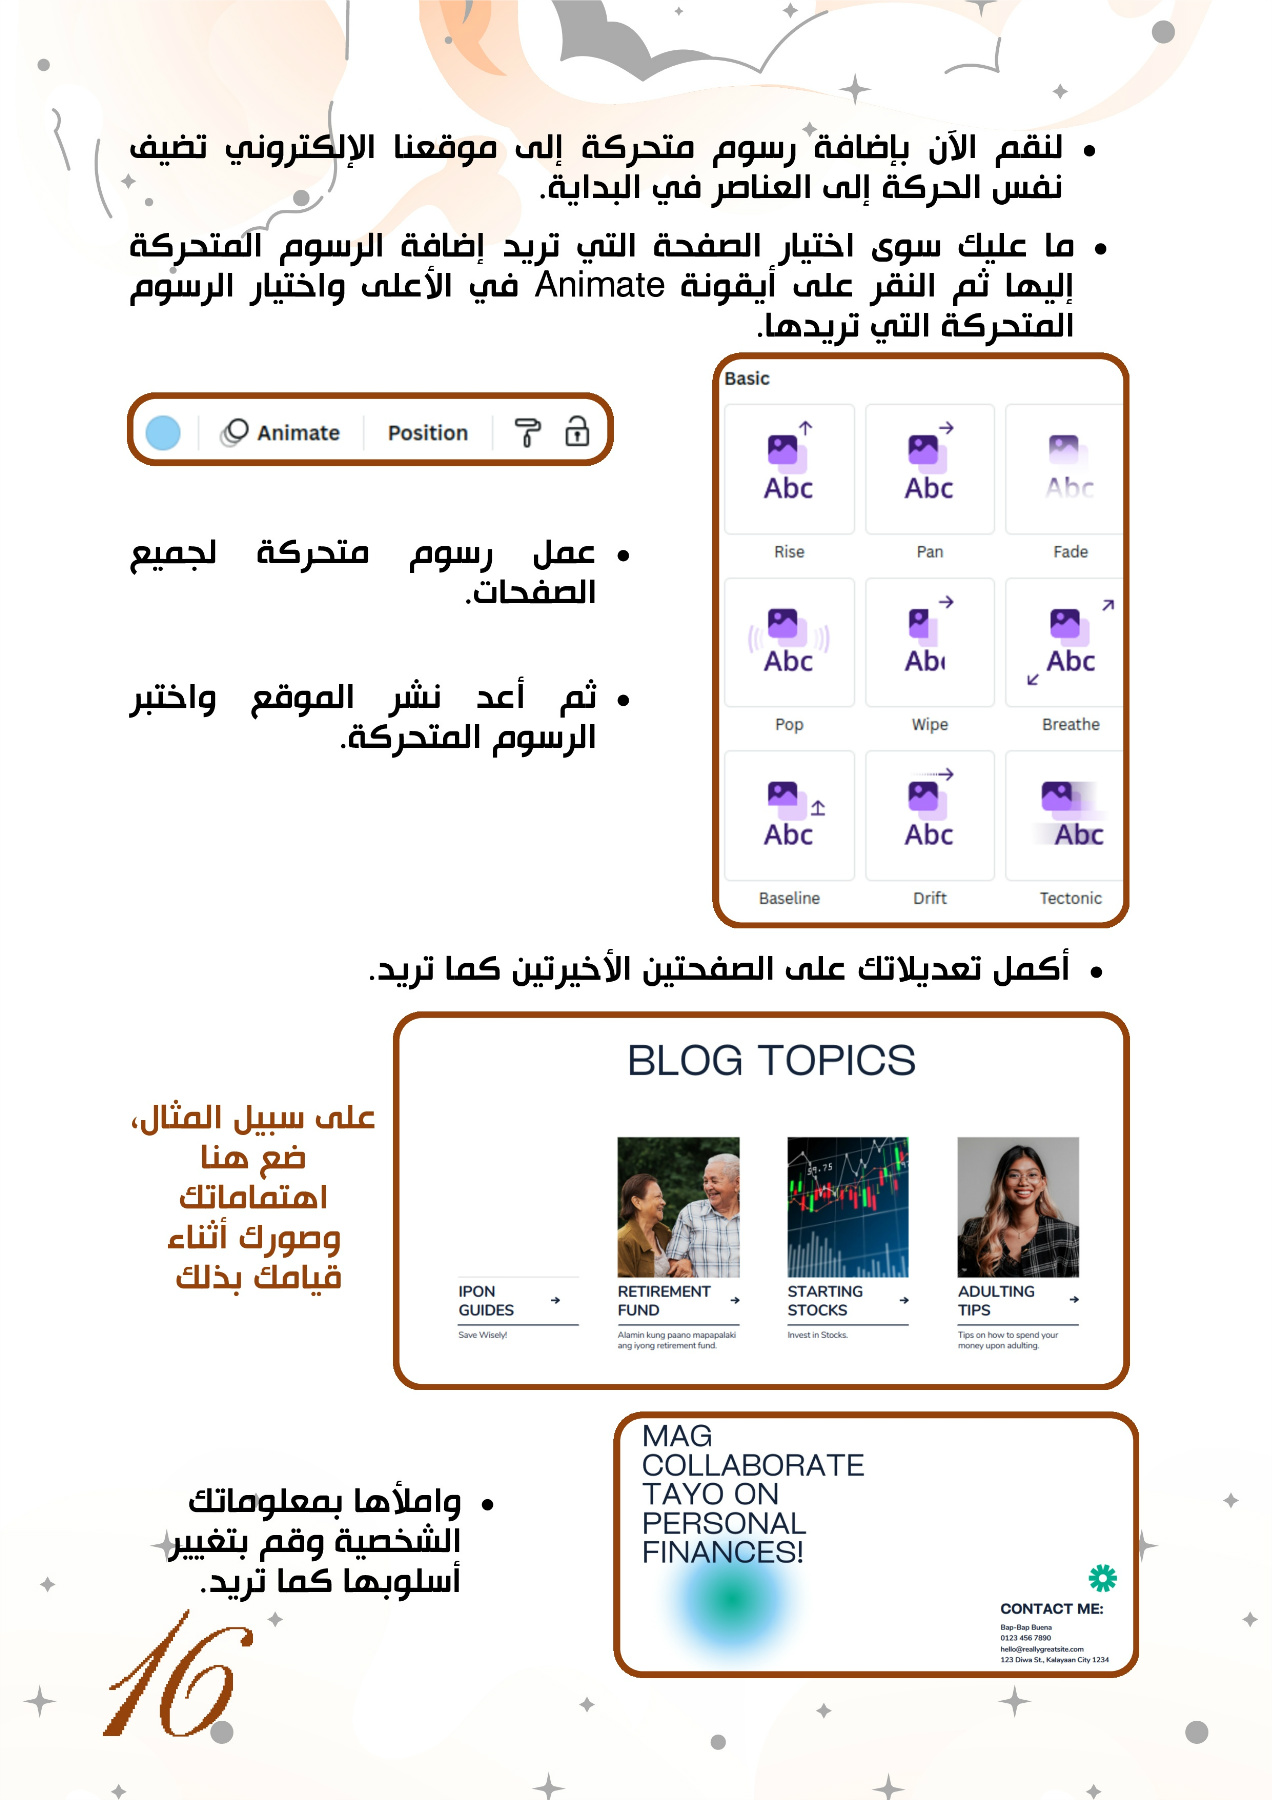 • لنقم الآن بإضافة رسوم متحركة إلى موقعنا الإلكتروني تضيف
نفس الحركة إلى العناصر في البداية.
• ما عليك سوى اختيار الصفحة التي تريد إضافة الرسوم المتحركة
إليها ثم النقر على أيقونة Animate في الأعلى واختيار الرسوم
المتحركة التي تريدها.
Animate Position
Basic
Abc Abc Abc
Rise Pan Fade
Abc Abc Abc
Pop Wipe Breathe
Abc Abc Abc
Baseline Drift Tectonic
• عمل رسوم متحركة لجميع
الصفحات.
• ثم أعد نشر الموقع واختبر
الرسوم المتحركة.
• أكمل تعديلاتك على الصفحتين الأخيرتين كما تريد.
BLOG TOPICS
59.75
IPON
GUIDES
Save Wisely!
RETIREMENT
FUND
Alamin kung paano mapapalaki
ang iyong retirement fund.
STARTING
STOCKS
Invest in Stocks.
ADULTING
TIPS
Tips on how to spend your
money upon adulting.
على سبيل المثال،
ضع هنا
اهتماماتك
وصورك أثناء
قيامك بذلك
MAG
COLLABORATE
TAYO ON
PERSONAL
FINANCES!
CONTACT ME:
Bap-Bap Buena
0123 456 7890
hello@reallygreatsite.com
123 Diwa St., Kalayaan City 1234
• واملأها بمعلوماتك
الشخصية وقم بتغيير
أسلوبها كما تريد.
16